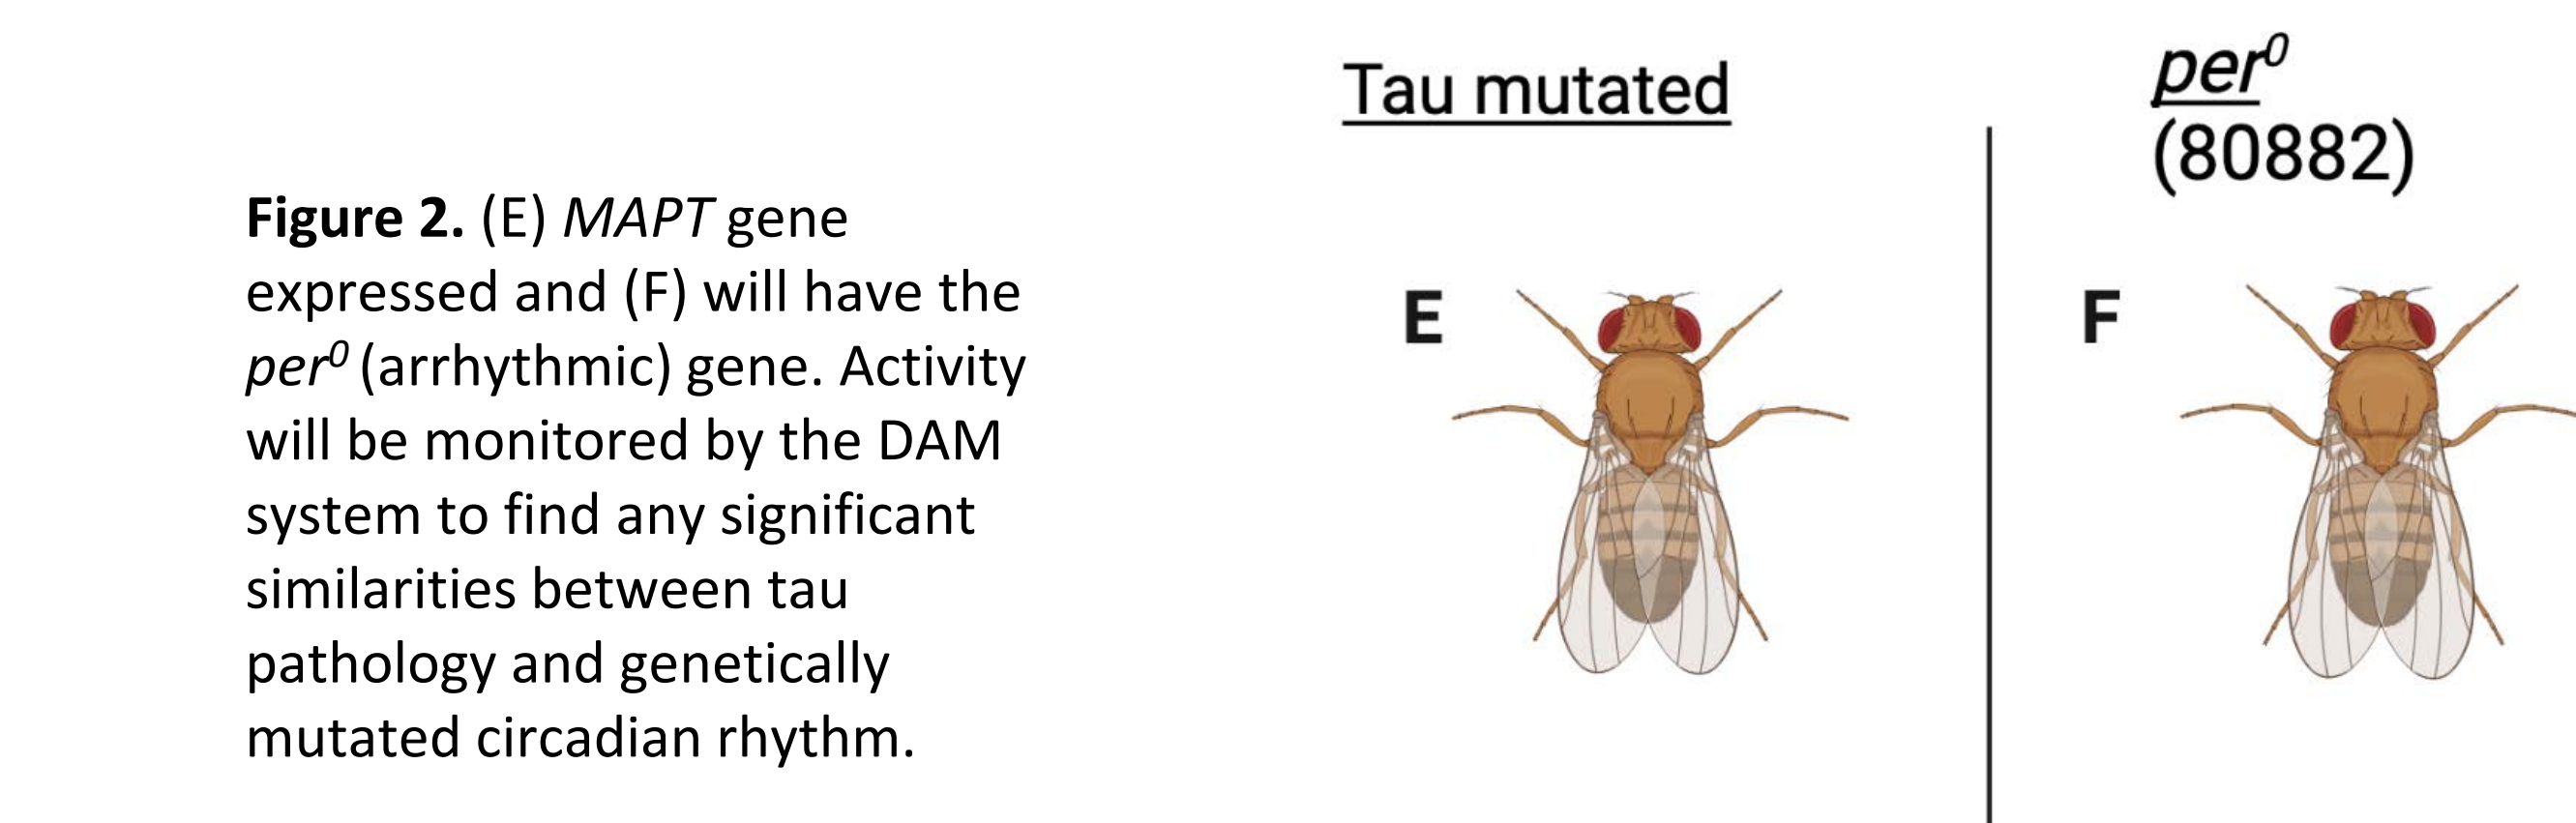 Tau mutated
per⁰
(80882)
Figure 2. (E) MAPT gene
expressed and (F) will have the
per⁰ (arrhythmic) gene. Activity
will be monitored by the DAM
system to find any significant
similarities between tau
pathology and genetically
mutated circadian rhythm.
E
F